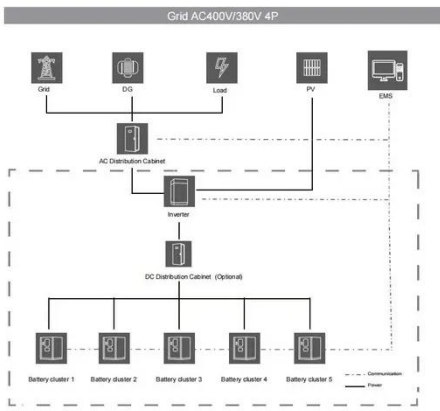 Grid AC400V/380V 4P
Grid
DG
Load
PV
EMS
AC Distribution Cabinet
Inverter
DC Distribution Cabinet (Optional)
Battery cluster 1
Battery cluster 2
Battery cluster 3
Battery cluster 4
Battery cluster 5
Communication
Power